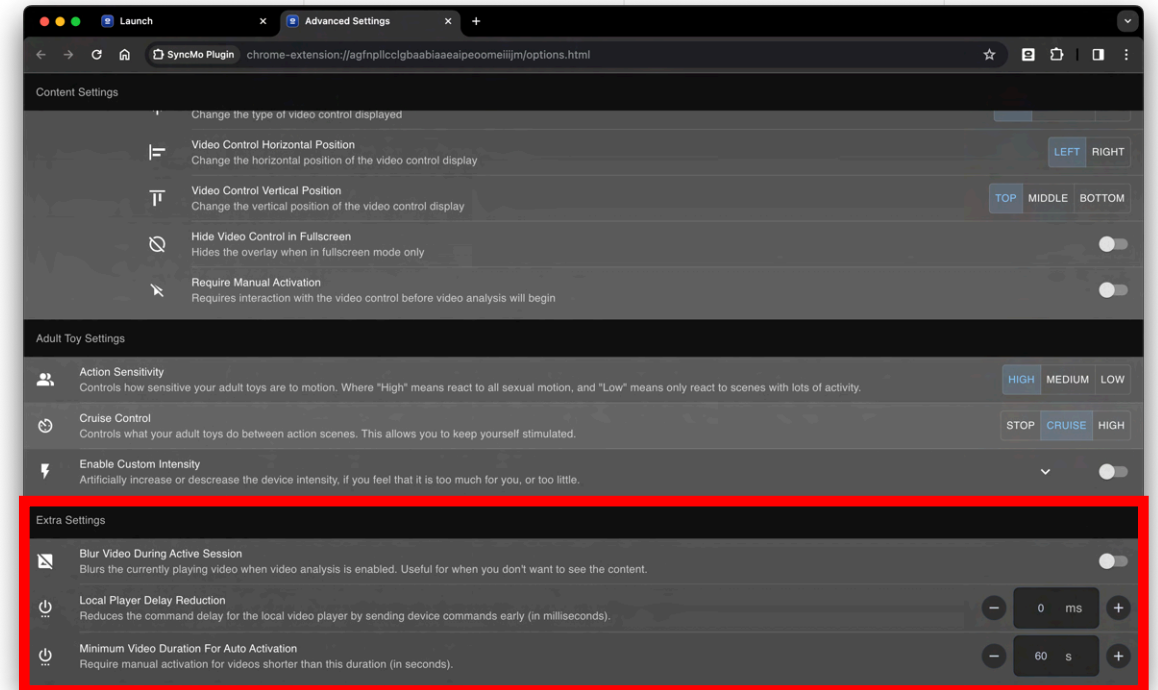 Launch
Advanced Settings
SyncMo Plugin chrome-extension://agfnpllcclgbaabiaaeaipeoomeiiijm/options.html
Content Settings
Change the type of video control displayed
Video Control Horizontal Position
Change the horizontal position of the video control display
LEFT RIGHT
Video Control Vertical Position
Change the vertical position of the video control display
TOP MIDDLE BOTTOM
Hide Video Control in Fullscreen
Hides the overlay when in fullscreen mode only
Require Manual Activation
Requires interaction with the video control before video analysis will begin
Adult Toy Settings
Action Sensitivity
Controls how sensitive your adult toys are to motion. Where "High" means react to all sexual motion, and "Low" means only react to scenes with lots of activity.
HIGH MEDIUM LOW
Cruise Control
Controls what your adult toys do between action scenes. This allows you to keep yourself stimulated.
STOP CRUISE HIGH
Enable Custom Intensity
Artificially increase or descrease the device intensity, if you feel that it is too much for you, or too little.
Extra Settings
Blur Video During Active Session
Blurs the currently playing video when video analysis is enabled. Useful for when you don't want to see the content.
Local Player Delay Reduction
Reduces the command delay for the local video player by sending device commands early (in milliseconds).
0 ms
Minimum Video Duration For Auto Activation
Require manual activation for videos shorter than this duration (in seconds).
60 s